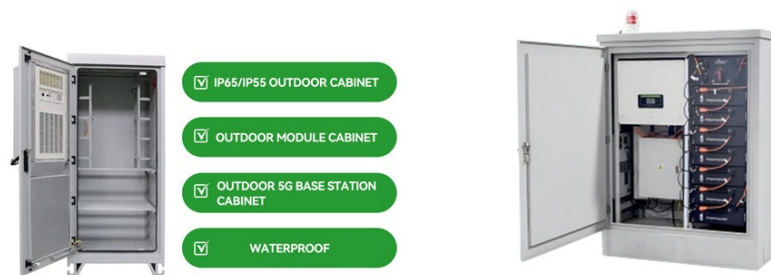 IP65/IP55 OUTDOOR CABINET
OUTDOOR MODULE CABINET
OUTDOOR 5G BASE STATION
CABINET
WATERPROOF